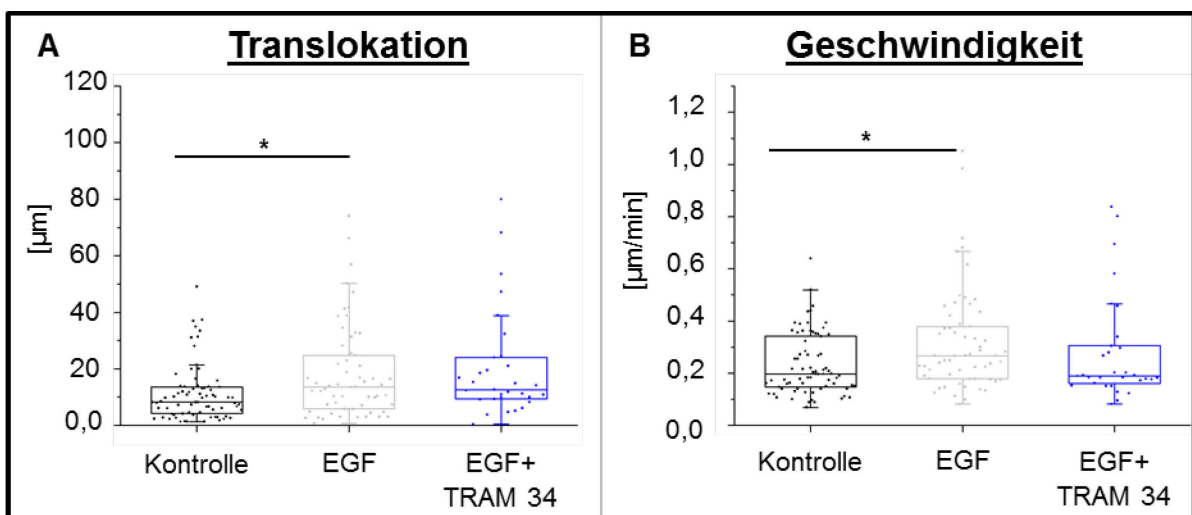 A Translokation
120
100
[µm]
80
60
40
20
0,0
*
Kontrolle
EGF
EGF+
TRAM 34
B Geschwindigkeit
1,2
1,0
[µm/min]
0,8
0,6
0,4
0,2
0,0
*
Kontrolle
EGF
EGF+
TRAM 34